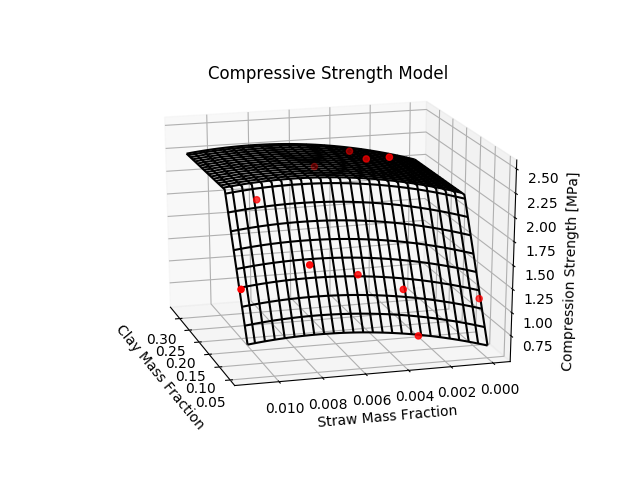 Compressive Strength Model
2.50
2.25
2.00
1.75
1.50
1.25
1.00
0.75
Compression Strength [MPa]
0.30
0.25
0.20
0.15
0.10
0.05
Clay Mass Fraction
0.010 0.008 0.006 0.004 0.002 0.000
Straw Mass Fraction